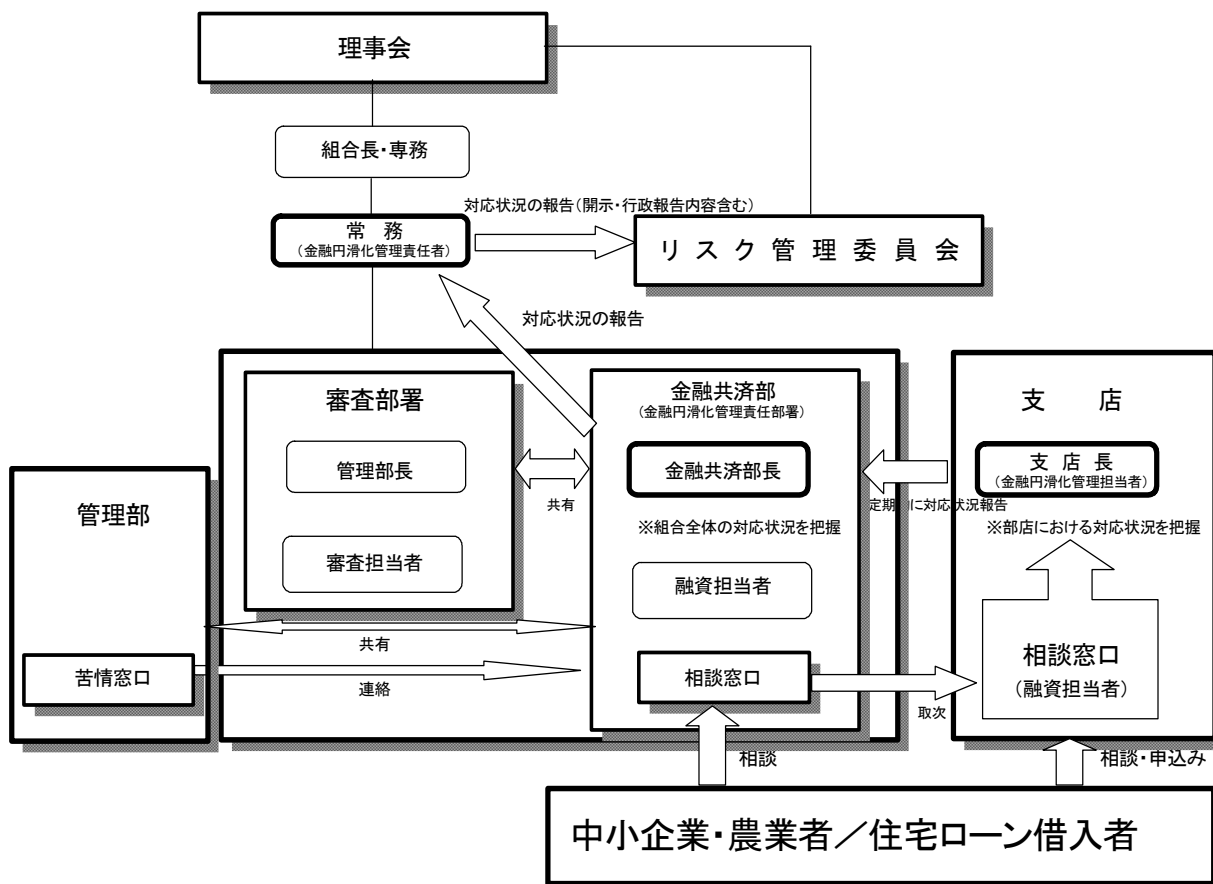 理事会
組合長・専務
対応状況の報告(開示・行政報告内容含む)
常 務
(金融円滑化管理責任者)
リスク管理委員会
対応状況の報告
審査部署
管理部長
審査担当者
共有
金融共済部
(金融円滑化管理責任部署)
金融共済部長
※組合全体の対応状況を把握
融資担当者
相談窓口
支 店
支店長
(金融円滑化管理担当者)
に対応状況報告
※部店における対応状況を把握
相談窓口
(融資担当者)
管理部
苦情窓口
共有
連絡
取次
相談
相談・申込み
中小企業・農業者／住宅ローン借入者